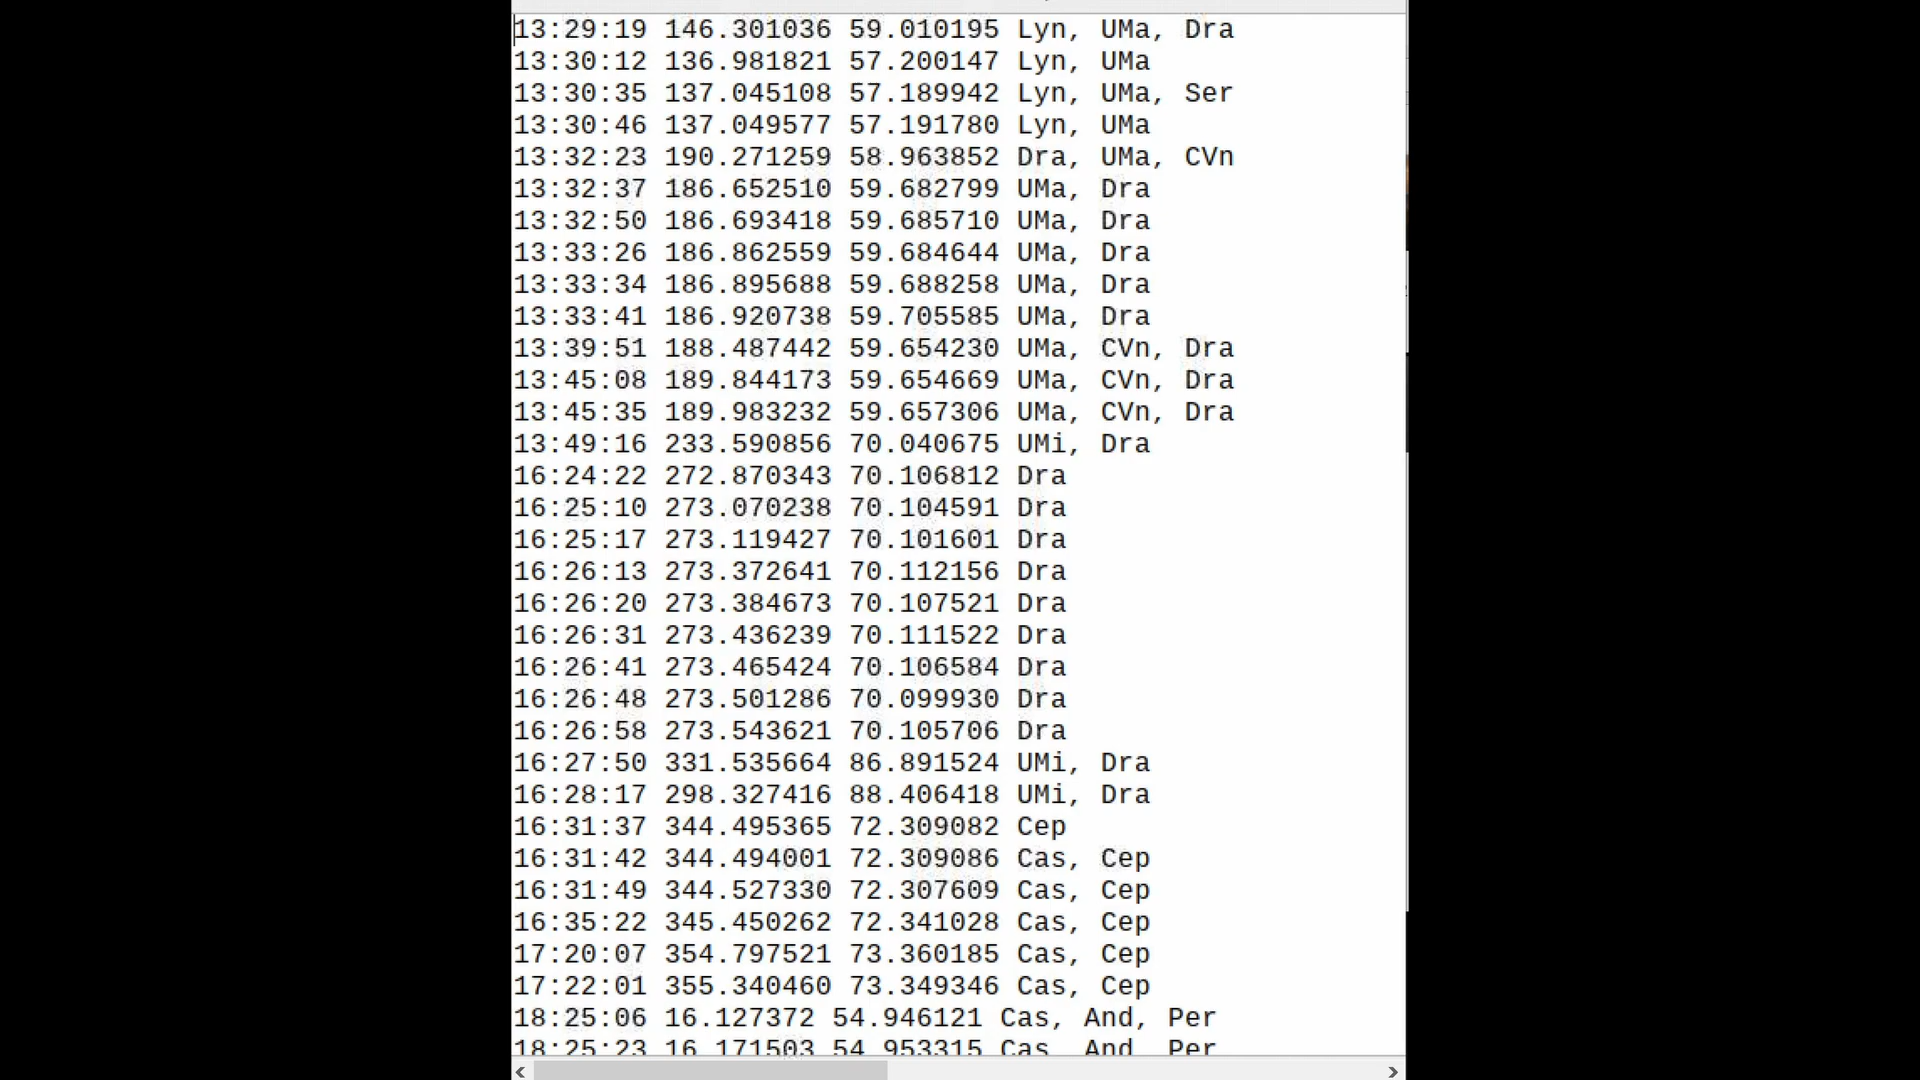 13:29:19 146.301036 59.010195 Lyn, UMa, Dra
13:30:12 136.981821 57.200147 Lyn, UMa
13:30:35 137.045108 57.189942 Lyn, UMa, Ser
13:30:46 137.049577 57.191780 Lyn, UMa
13:32:23 190.271259 58.963852 Dra, UMa, CVn
13:32:37 186.652510 59.682799 UMa, Dra
13:32:50 186.693418 59.685710 UMa, Dra
13:33:26 186.862559 59.684644 UMa, Dra
13:33:34 186.895688 59.688258 UMa, Dra
13:33:41 186.920738 59.705585 UMa, Dra
13:39:51 188.487442 59.654230 UMa, CVn, Dra
13:45:08 189.844173 59.654669 UMa, CVn, Dra
13:45:35 189.983232 59.657306 UMa, CVn, Dra
13:49:16 233.590856 70.040675 UMi, Dra
16:24:22 272.870343 70.106812 Dra
16:25:10 273.070238 70.104591 Dra
16:25:17 273.119427 70.101601 Dra
16:26:13 273.372641 70.112156 Dra
16:26:20 273.384673 70.107521 Dra
16:26:31 273.436239 70.111522 Dra
16:26:41 273.465424 70.106584 Dra
16:26:48 273.501286 70.099930 Dra
16:26:58 273.543621 70.105706 Dra
16:27:50 331.535664 86.891524 UMi, Dra
16:28:17 298.327416 88.406418 UMi, Dra
16:31:37 344.495365 72.309082 Cep
16:31:42 344.494001 72.309086 Cas, Cep
16:31:49 344.527330 72.307609 Cas, Cep
16:35:22 345.450262 72.341028 Cas, Cep
17:20:07 354.797521 73.360185 Cas, Cep
17:22:01 355.340460 73.349346 Cas, Cep
18:25:06 16.127372 54.946121 Cas, And, Per
18:25:23 16.171503 54.953315 Cas, And, Per